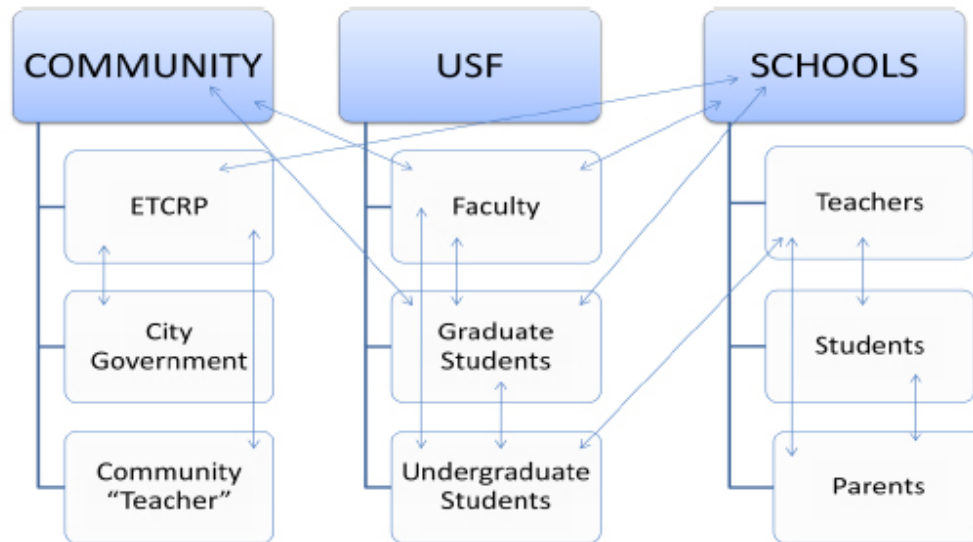 COMMUNITY
USF
SCHOOLS
ETCRP
Faculty
Teachers
City
Government
Graduate
Students
Students
Community
“Teacher”
Undergraduate
Students
Parents